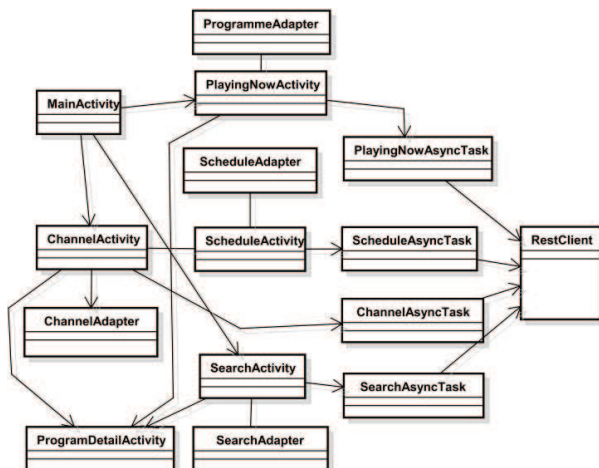 ProgrammeAdapter
PlayingNowActivity
MainActivity
PlayingNowAsyncTask
ScheduleAdapter
ChannelActivity
ScheduleActivity
ScheduleAsyncTask
RestClient
ChannelAdapter
ChannelAsyncTask
SearchActivity
SearchAsyncTask
ProgramDetailActivity
SearchAdapter